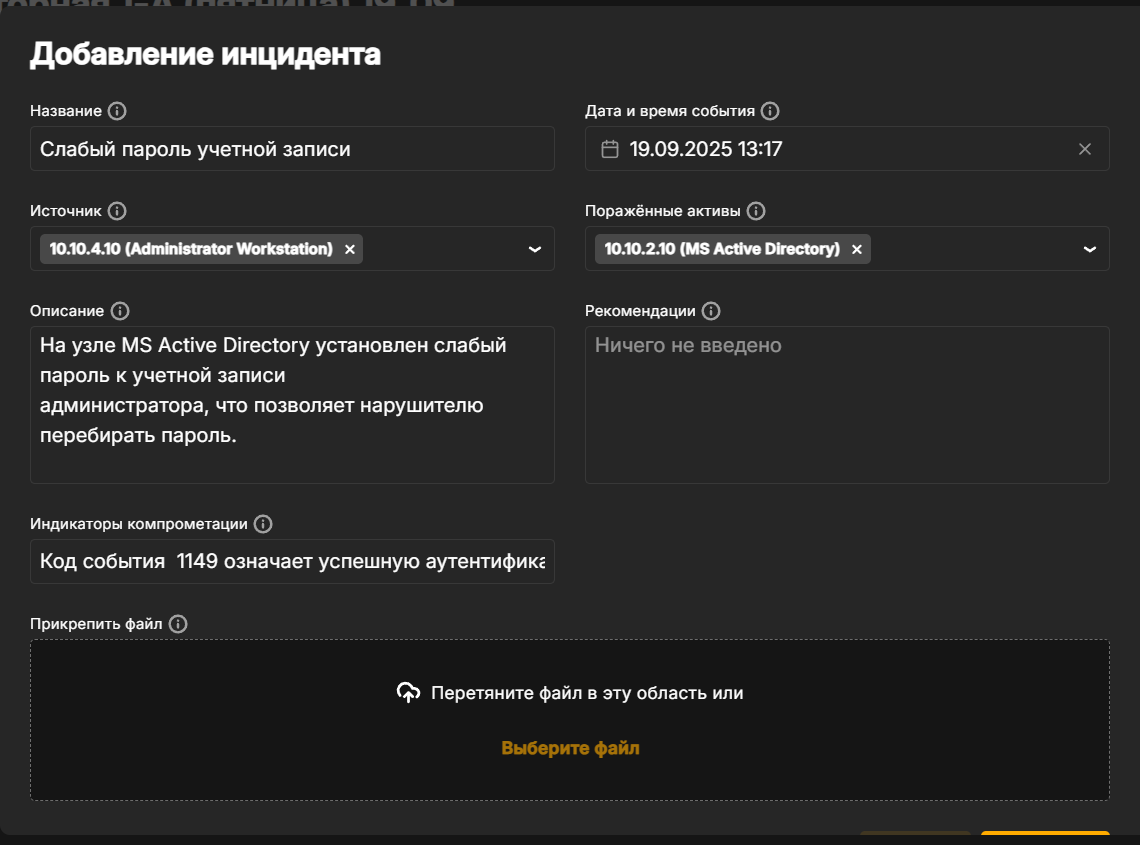 Добавление инцидента
Название
Дата и время события
Слабый пароль учетной записи
19.09.2025 13:17
Источник
Поражённые активы
10.10.4.10 (Administrator Workstation)
10.10.2.10 (MS Active Directory)
Описание
Рекомендации
На узле MS Active Directory установлен слабый
пароль к учетной записи
администратора, что позволяет нарушителю
перебирать пароль.
Ничего не введено
Индикаторы компрометации
Код события  1149 означает успешную аутентифика
Прикрепить файл
Перетяните файл в эту область или
Выберите файл